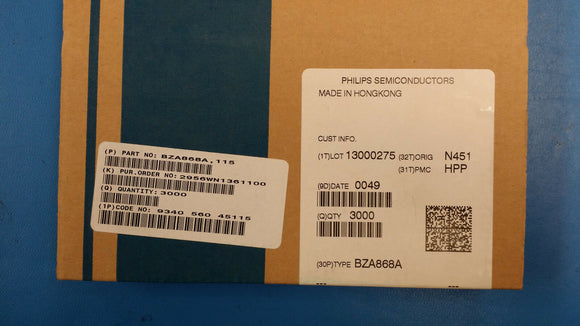 (P) PART NO: BZA868A,115
(K) PUR.ORDER NO:2956WN1361100
(Q) QUANTITY:3000
(1P)CODE NO: 9340 560 45115
PHILIPS SEMICONDUCTORS
MADE IN HONGKONG
CUST INFO.
(1T)LOT 13000275 (32T)ORIG N451
(31T)PMC HPP
(9D)DATE 0049
(Q)QTY 3000
(30P)TYPE BZA868A